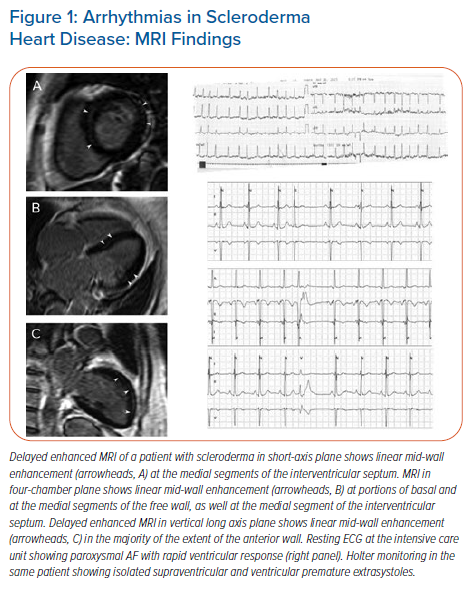 Figure 1: Arrhythmias in Scleroderma
Heart Disease: MRI Findings
A
B
C
Delayed enhanced MRI of a patient with scleroderma in short-axis plane shows linear mid-wall
enhancement (arrowheads, A) at the medial segments of the interventricular septum. MRI in
four-chamber plane shows linear mid-wall enhancement (arrowheads, B) at portions of basal and
at the medial segments of the free wall, as well at the medial segment of the interventricular
septum. Delayed enhanced MRI in vertical long axis plane shows linear mid-wall enhancement
(arrowheads, C) in the majority of the extent of the anterior wall. Resting ECG at the intensive care
unit showing paroxysmal AF with rapid ventricular response (right panel). Holter monitoring in
the same patient showing isolated supraventricular and ventricular premature extrasystoles.